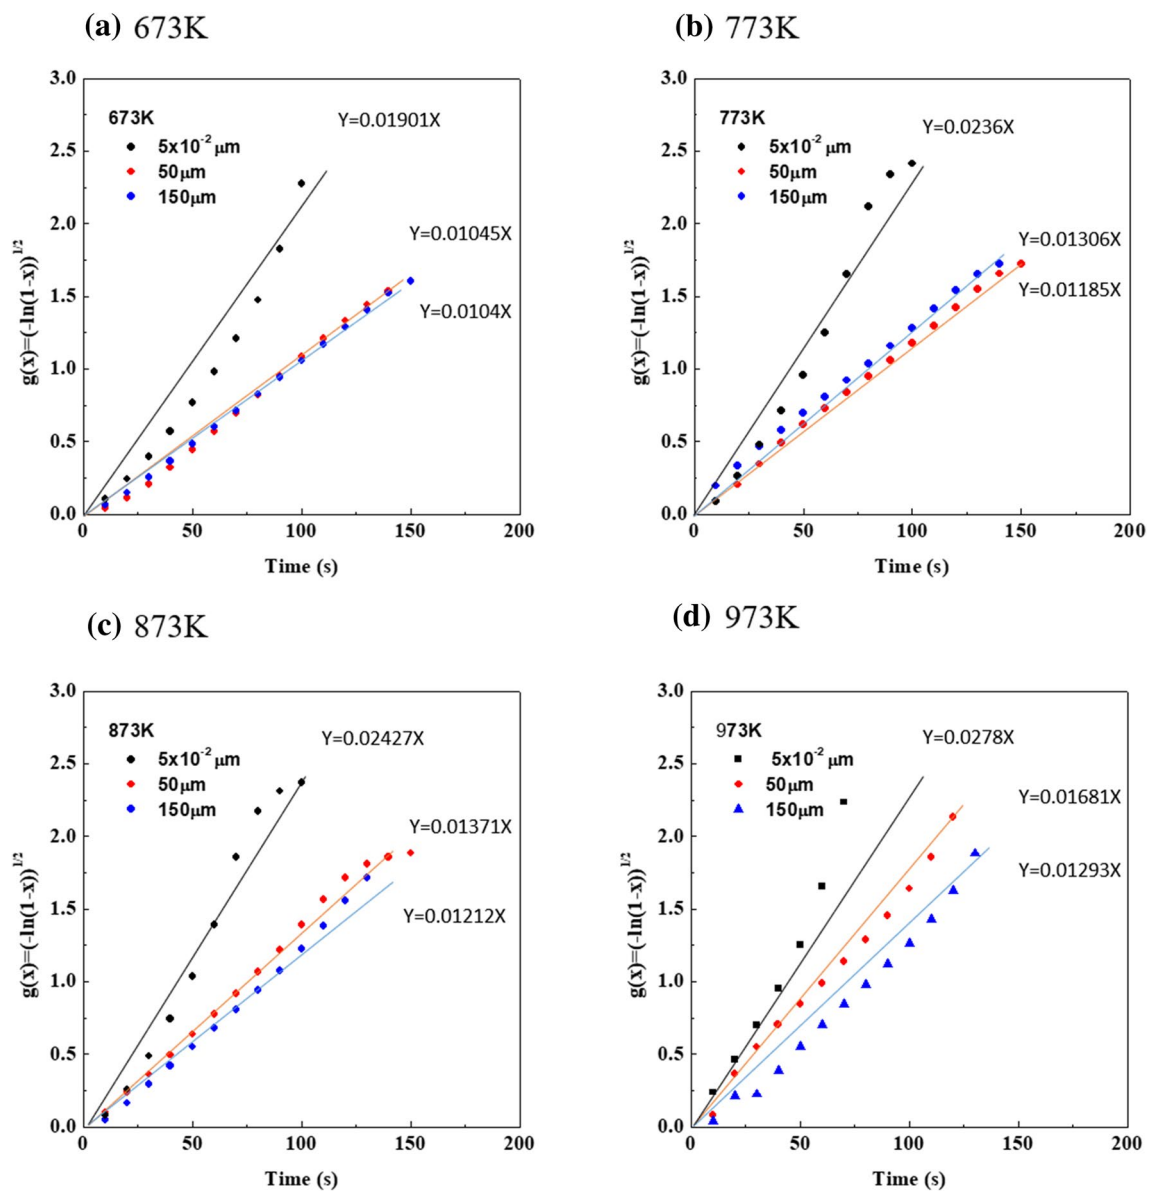 (a) 673K
3.0
2.5
2.0
1.5
1.0
0.5
0.0
g(x)=(-ln(1-x))^1/2
673K
5x10^-2 μm
50μm
150μm
Y=0.01901X
Y=0.01045X
Y=0.0104X
0 50 100 150 200
Time (s)
(b) 773K
3.0
2.5
2.0
1.5
1.0
0.5
0.0
g(x)=(-ln(1-x))^1/2
773K
5x10^-2 μm
50μm
150μm
Y=0.0236X
Y=0.01306X
Y=0.01185X
0 50 100 150 200
Time (s)
(c) 873K
3.0
2.5
2.0
1.5
1.0
0.5
0.0
g(x)=(-ln(1-x))^1/2
873K
5x10^-2 μm
50μm
150μm
Y=0.02427X
Y=0.01371X
Y=0.01212X
0 50 100 150 200
Time (s)
(d) 973K
3.0
2.5
2.0
1.5
1.0
0.5
0.0
g(x)=(-ln(1-x))^1/2
973K
5x10^-2 μm
50μm
150μm
Y=0.0278X
Y=0.01681X
Y=0.01293X
0 50 100 150 200
Time (s)